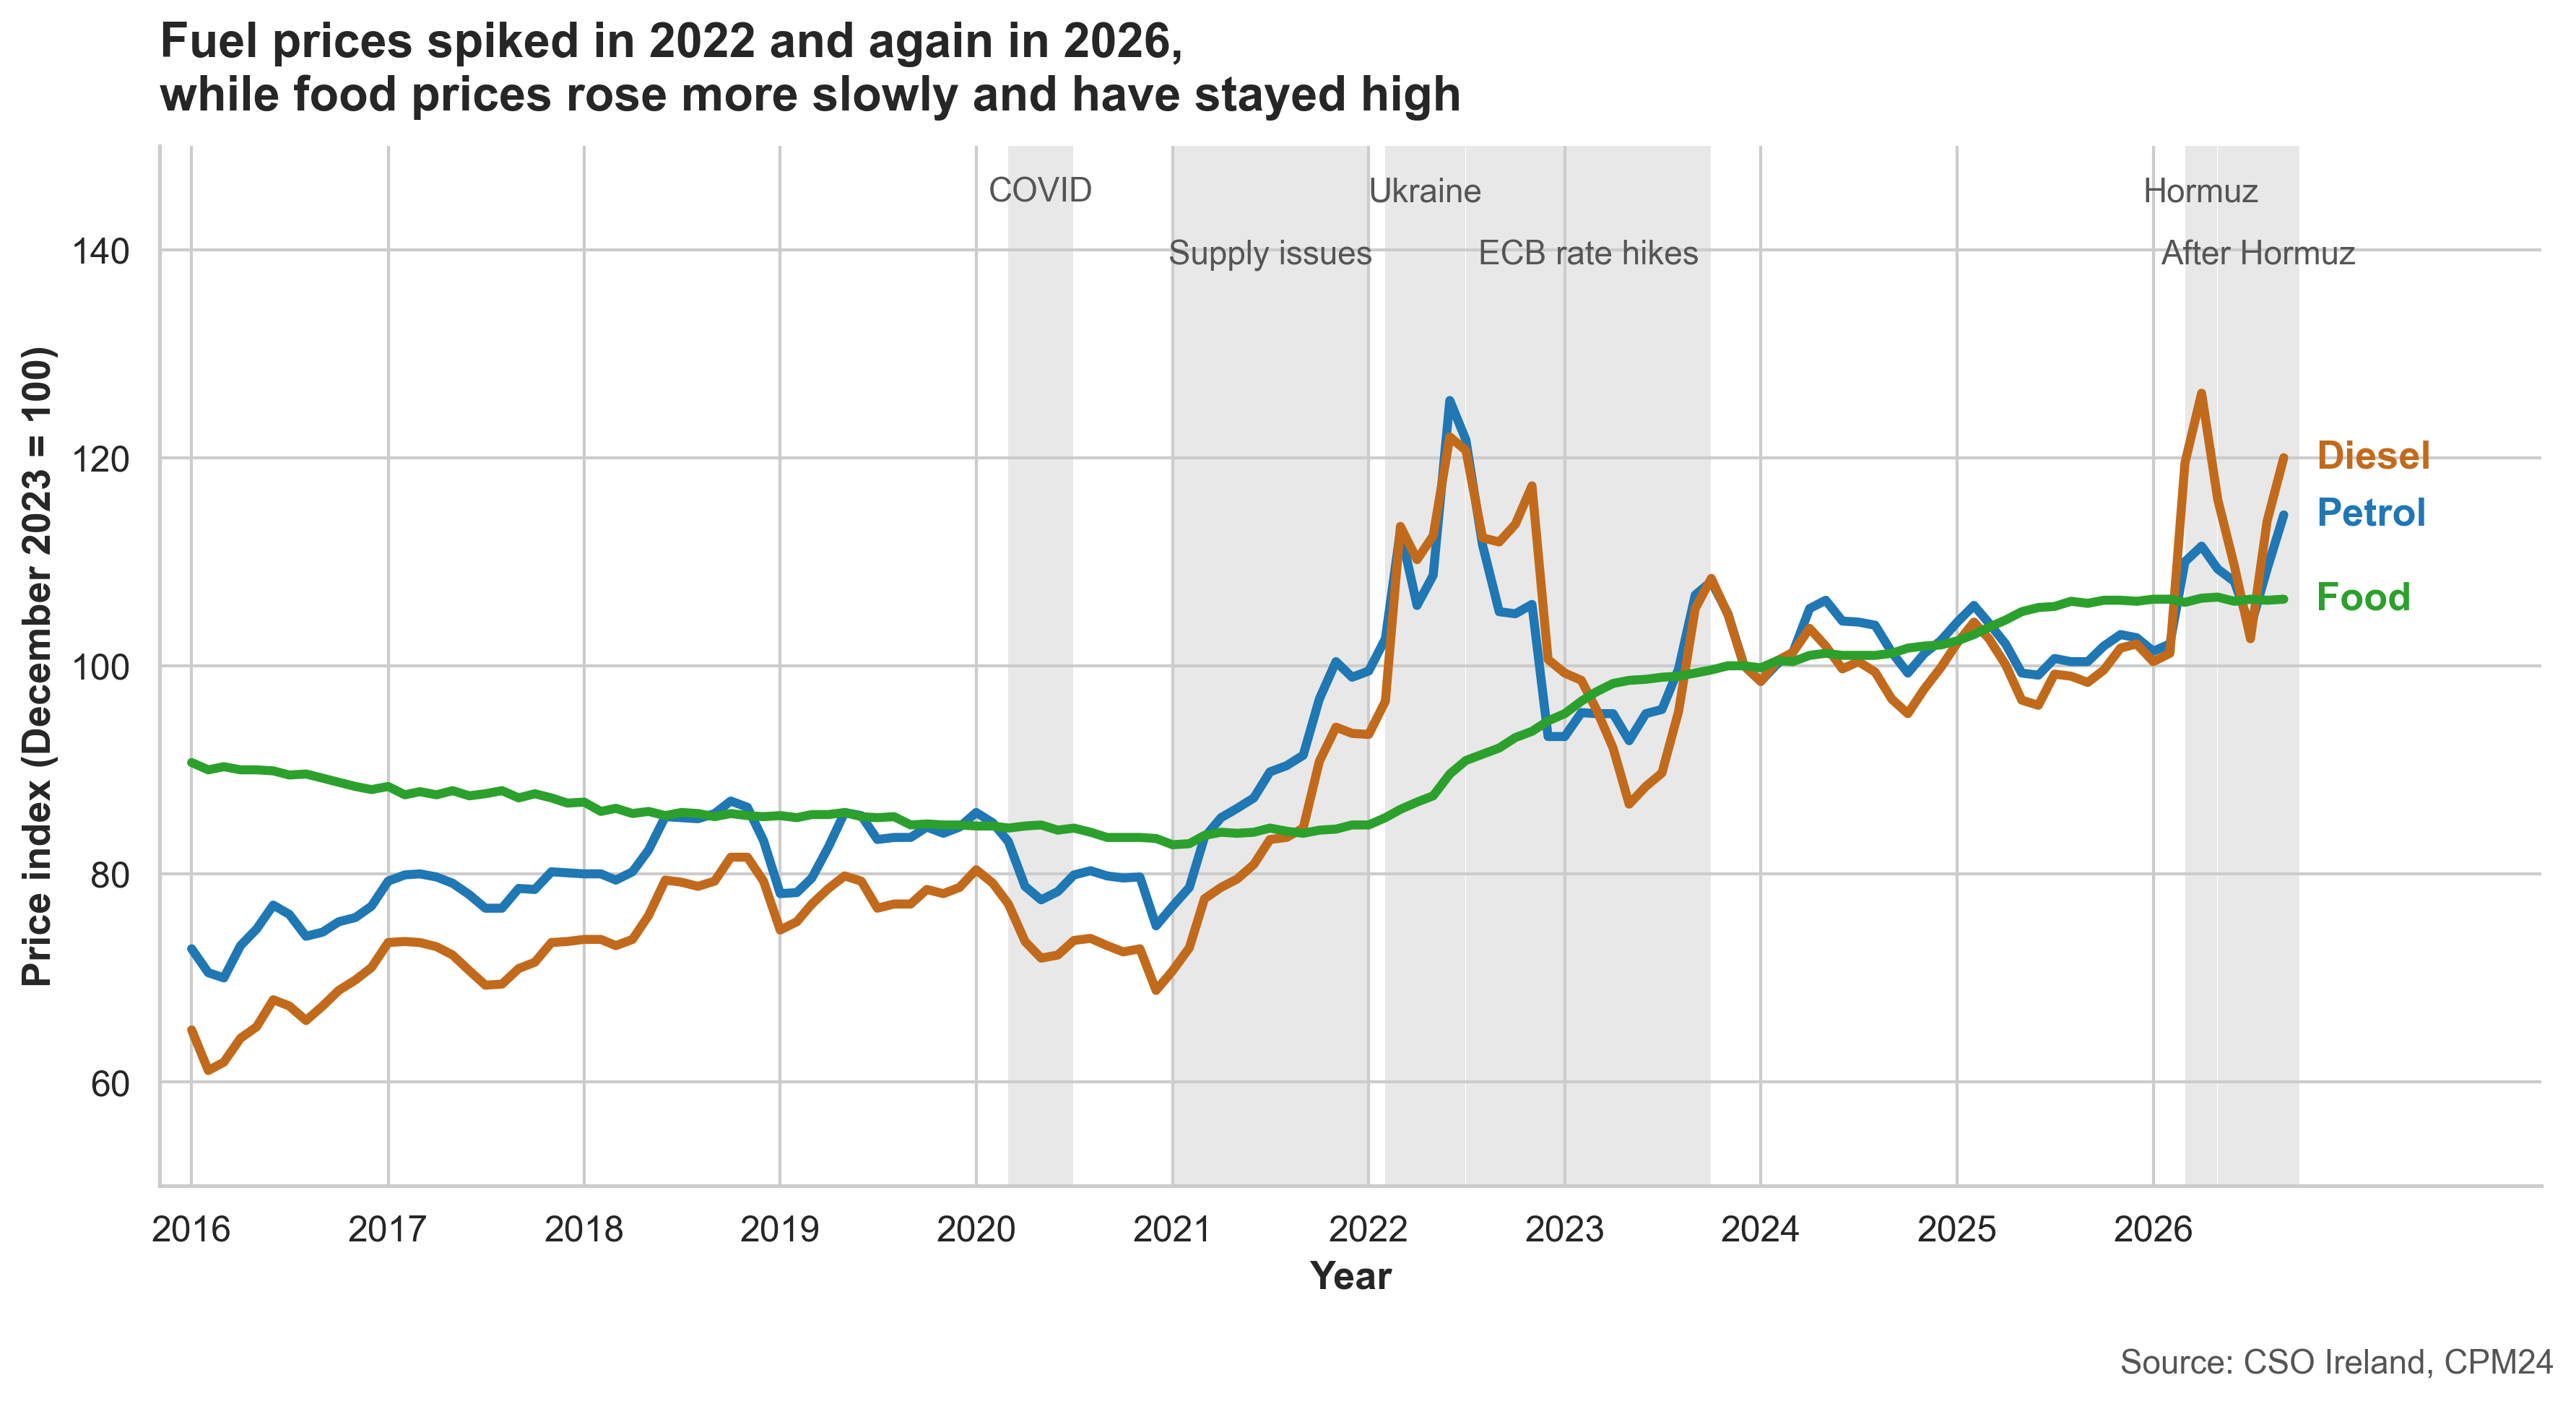 Fuel prices spiked in 2022 and again in 2026,
while food prices rose more slowly and have stayed high
COVID
Ukraine
Hormuz
Supply issues
ECB rate hikes
After Hormuz
Price index (December 2023 = 100)
140
120
100
80
60
Diesel
Petrol
Food
2016 2017 2018 2019 2020 2021 2022 2023 2024 2025 2026
Year
Source: CSO Ireland, CPM24